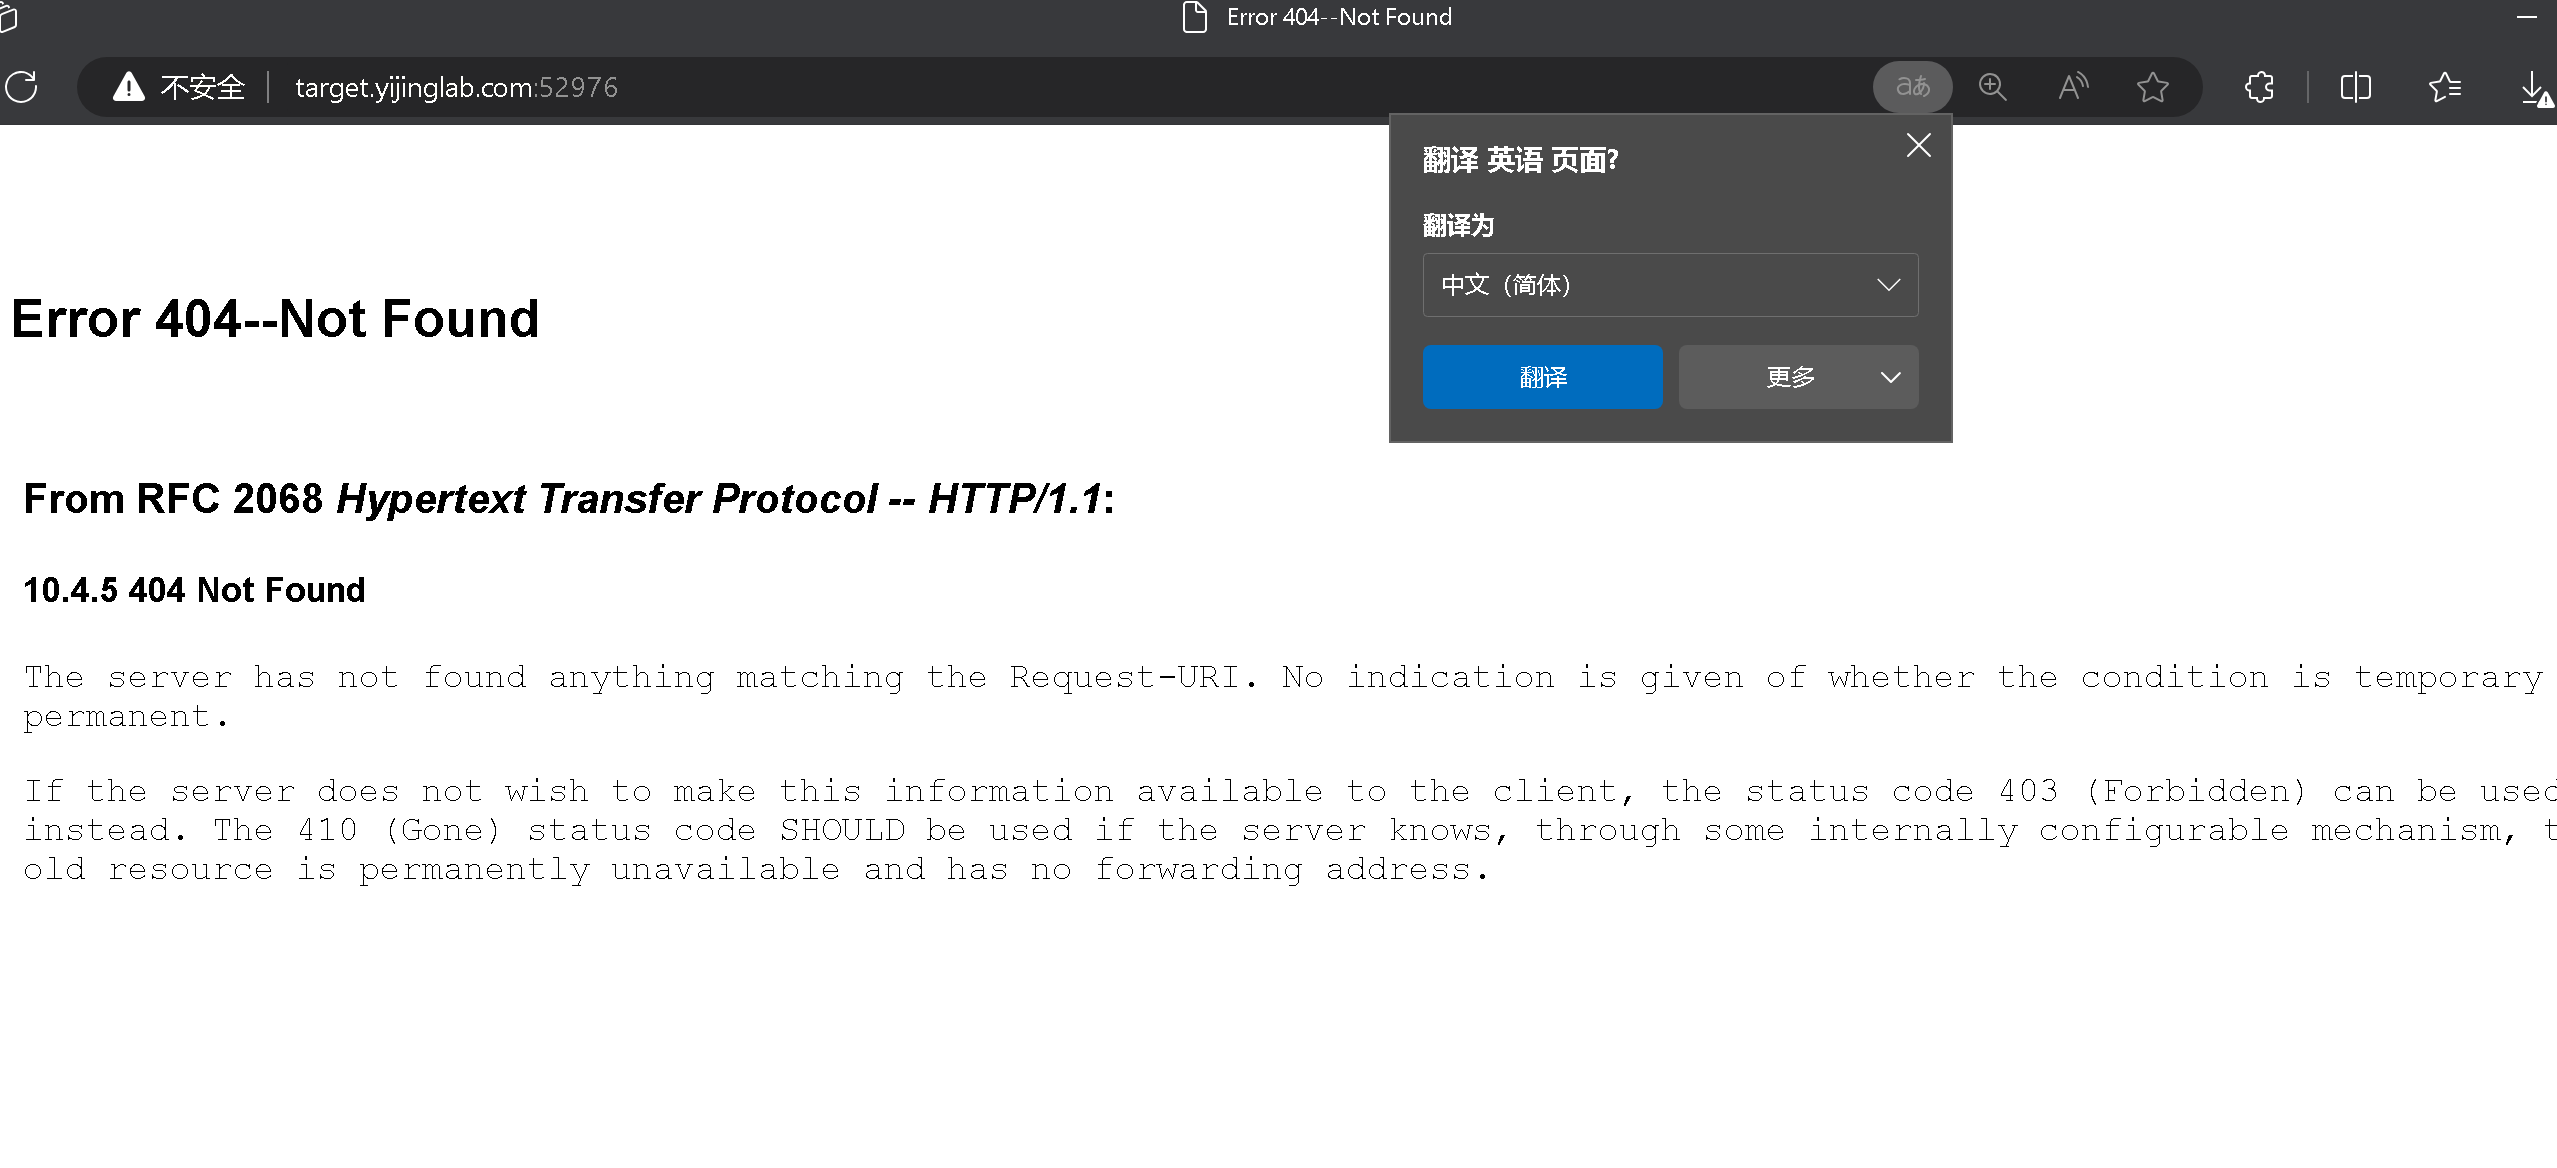 Error 404--Not Found
不安全 target.yijinglab.com:52976 aあ
翻译 英语 页面?
翻译为
中文（简体）
翻译 更多
Error 404--Not Found
From RFC 2068 Hypertext Transfer Protocol -- HTTP/1.1:
10.4.5 404 Not Found
The server has not found anything matching the Request-URI. No indication is given of whether the condition is temporary
permanent.
If the server does not wish to make this information available to the client, the status code 403 (Forbidden) can be used
instead. The 410 (Gone) status code SHOULD be used if the server knows, through some internally configurable mechanism,
old resource is permanently unavailable and has no forwarding address.